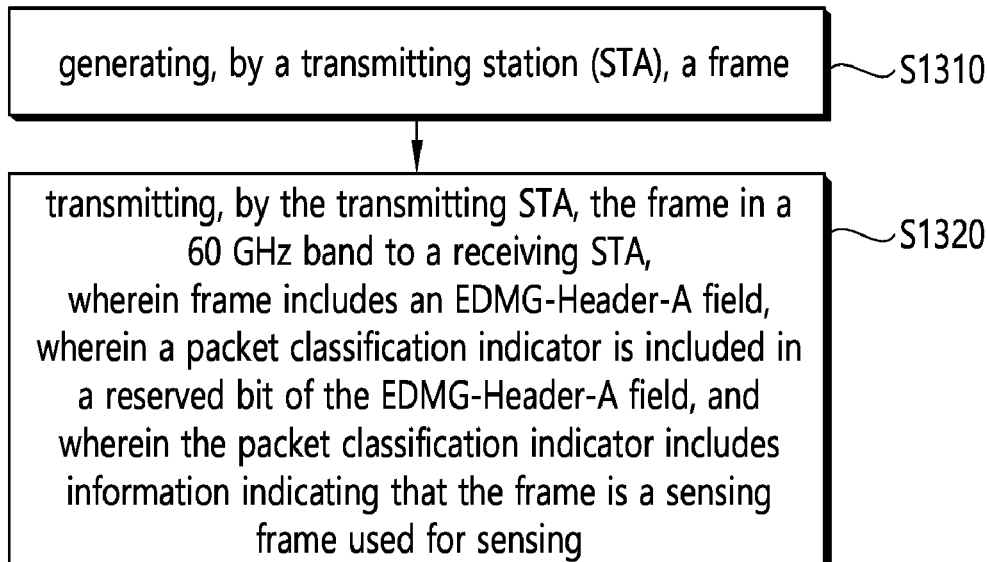 generating, by a transmitting station (STA), a frame
S1310
transmitting, by the transmitting STA, the frame in a
60 GHz band to a receiving STA,
wherein frame includes an EDMG-Header-A field,
wherein a packet classification indicator is included in
a reserved bit of the EDMG-Header-A field, and
wherein the packet classification indicator includes
information indicating that the frame is a sensing
frame used for sensing
S1320